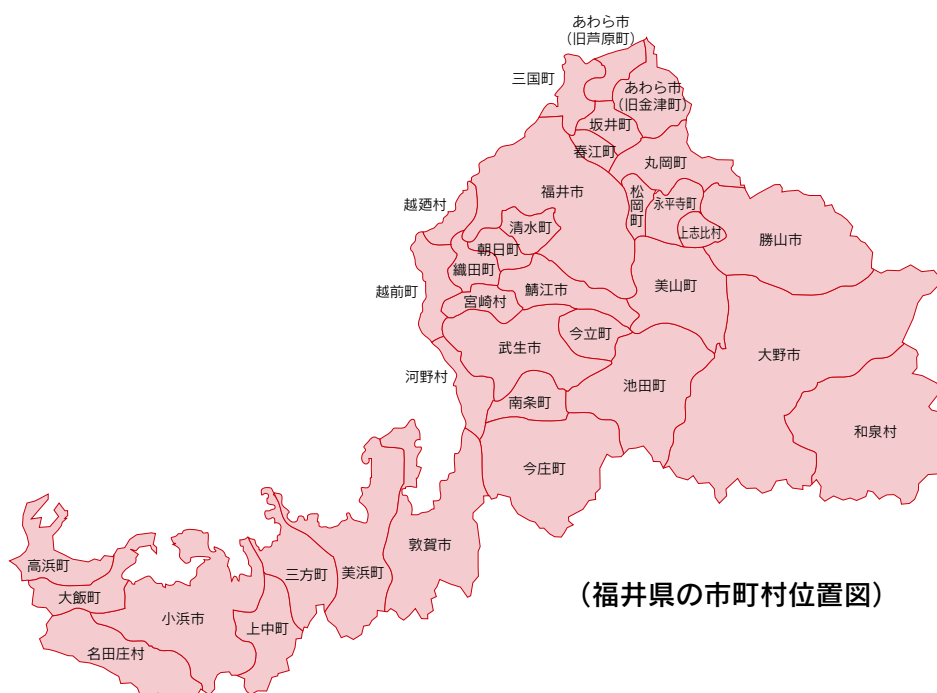 あわら市
（旧芦原町）
三国町
あわら市
（旧金津町）
坂井町
春江町
丸岡町
福井市
松岡町
永平寺町
上志比村
勝山市
越廼村
清水町
朝日町
織田町
越前町
鯖江市
美山町
宮崎村
今立町
武生市
大野市
河野村
池田町
南条町
和泉村
今庄町
敦賀市
高浜町
三方町
美浜町
大飯町
小浜市
上中町
名田庄村
（福井県の市町村位置図）